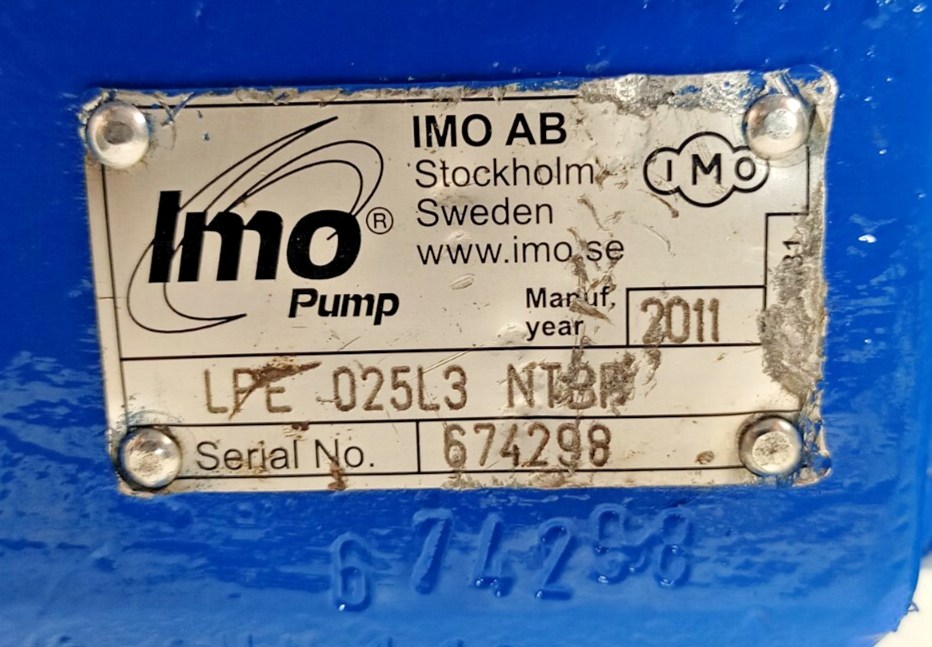 Imo®
Pump
IMO AB
Stockholm
Sweden
www.imo.se
IMO
Manuf.
year
2011
31
LPE 025L3
Serial No.
674298
674298